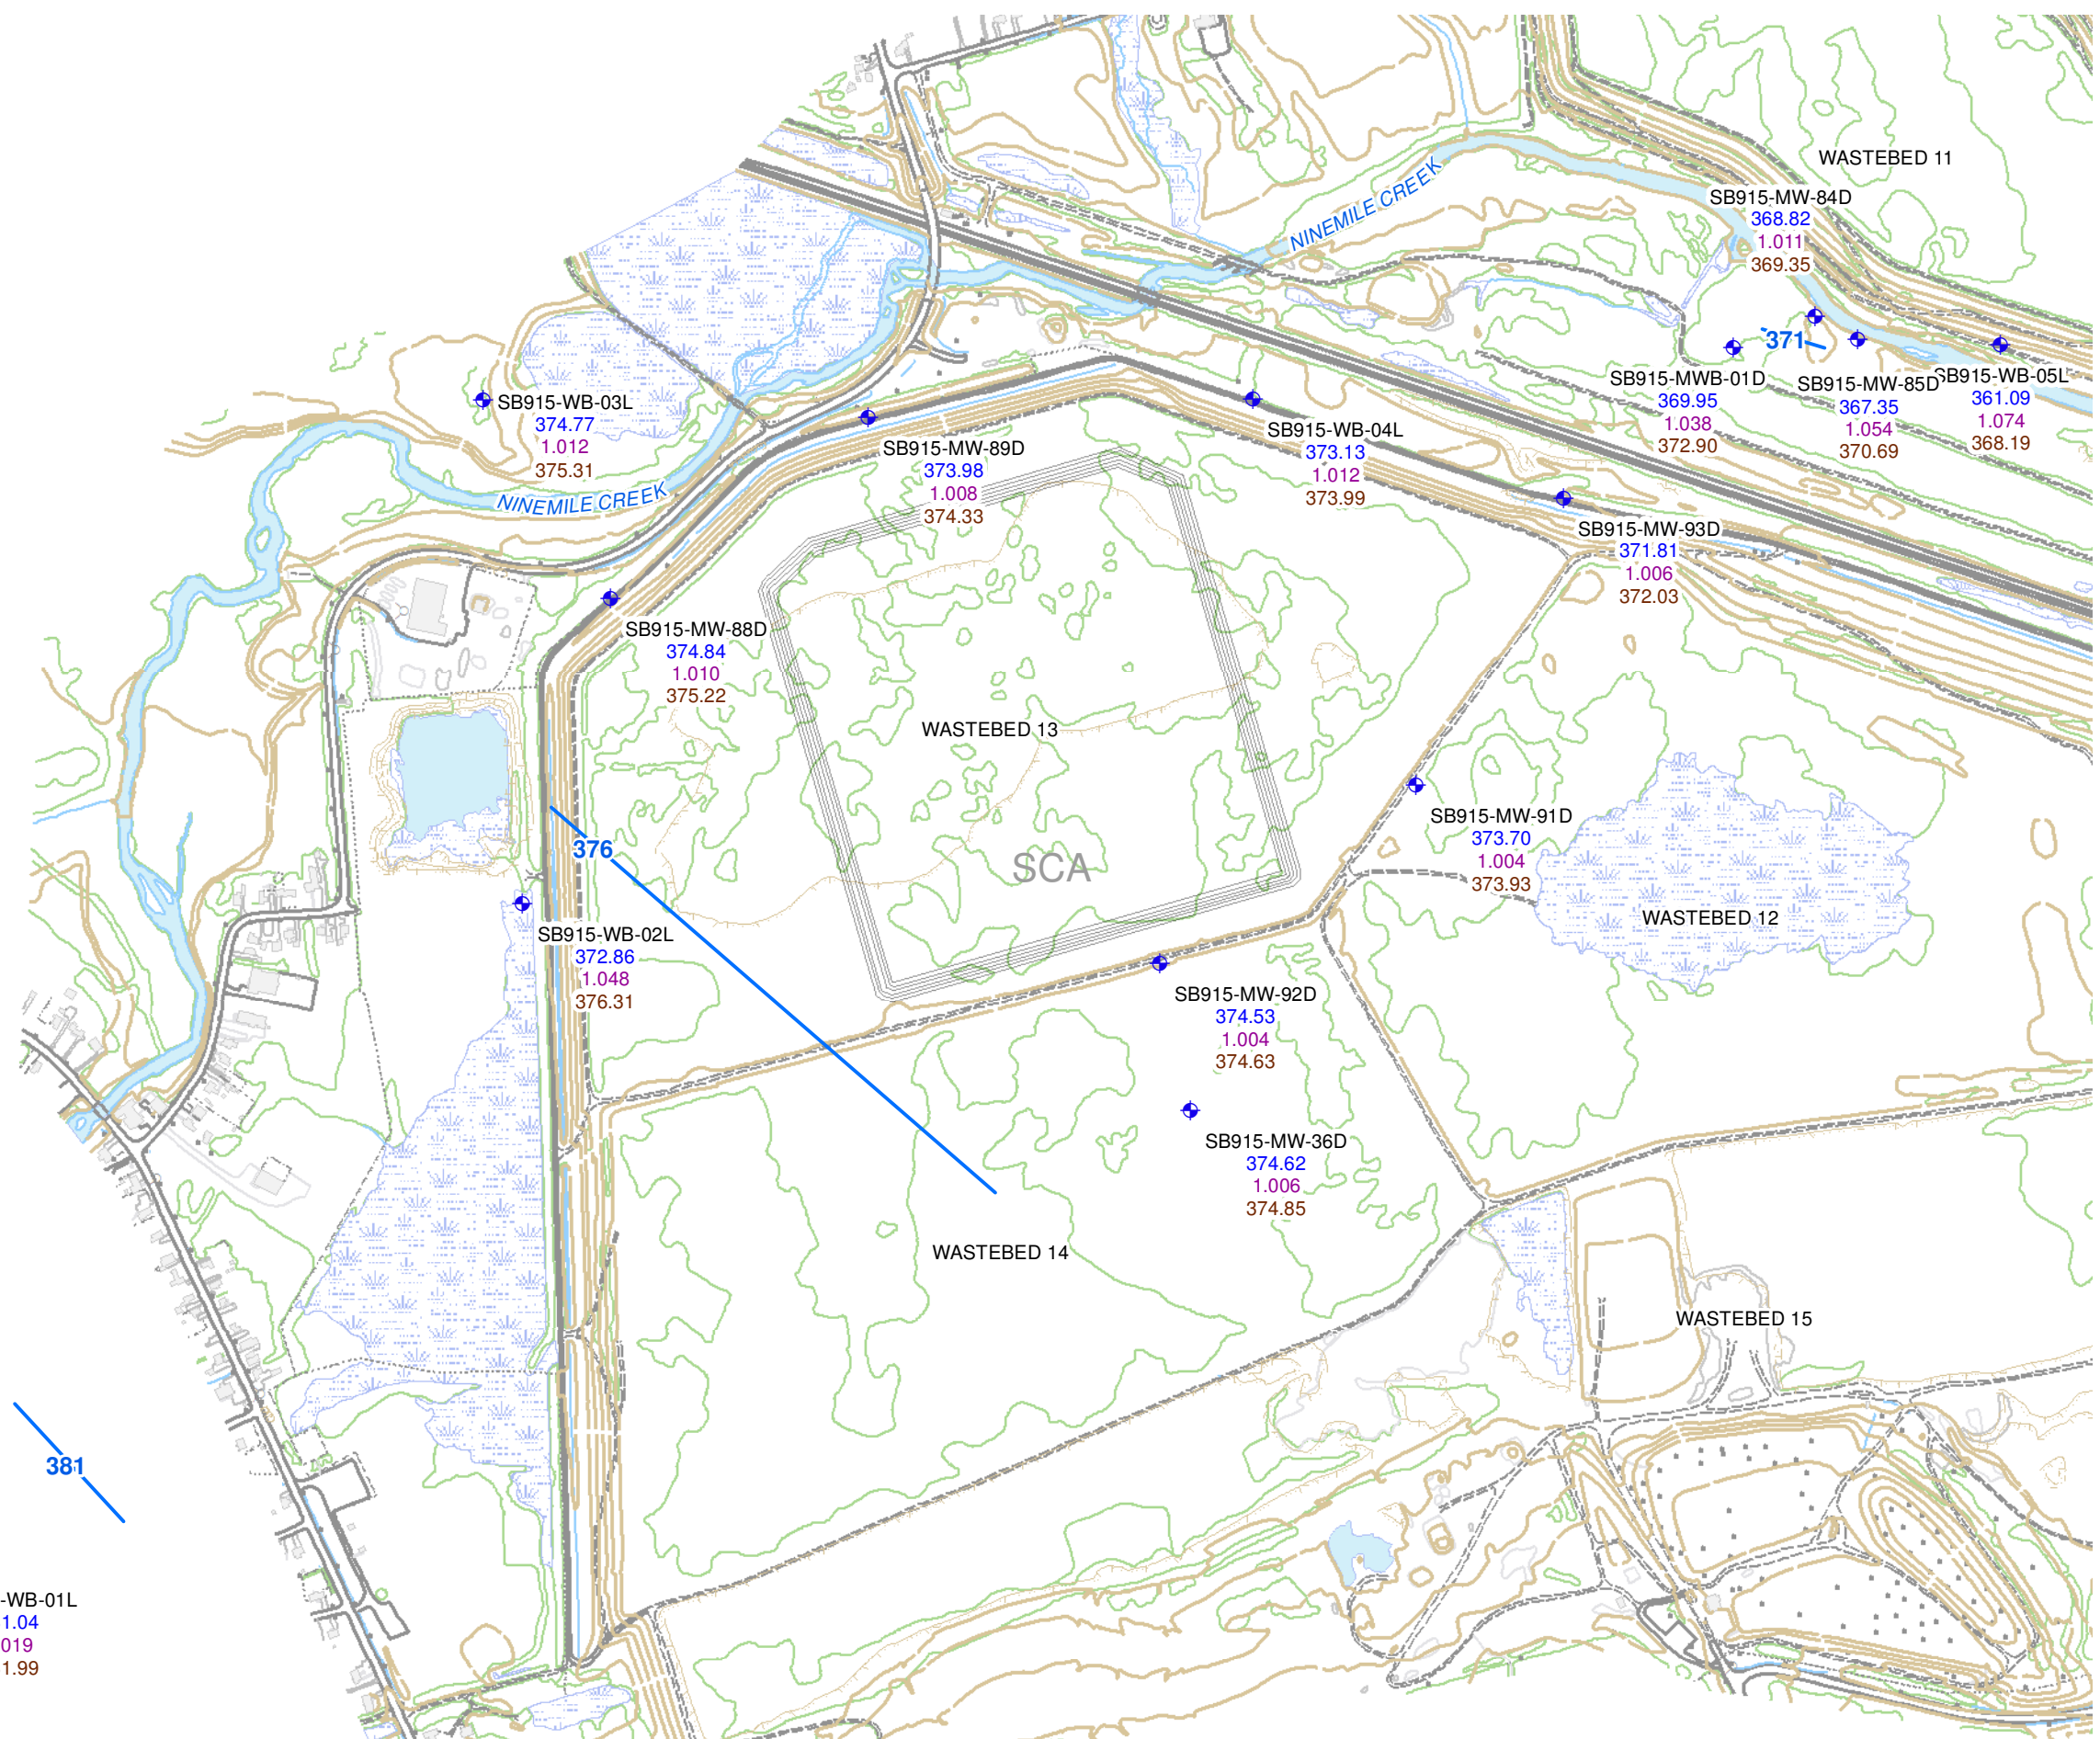 WASTEBED 11
SB915-MW-84D
368.82
1.011
369.35
NINEMILE CREEK
371
SB915-MWB-01D
369.95
1.038
372.90
SB915-MW-85D
367.35
1.054
370.69
SB915-WB-05L
361.09
1.074
368.19
SB915-WB-03L
374.77
1.012
375.31
NINEMILE CREEK
SB915-MW-89D
373.98
1.008
374.33
SB915-WB-04L
373.13
1.012
373.99
SB915-MW-93D
371.81
1.006
372.03
SB915-MW-88D
374.84
1.010
375.22
WASTEBED 13
SCA
376
SB915-MW-91D
373.70
1.004
373.93
WASTEBED 12
SB915-WB-02L
372.86
1.048
376.31
SB915-MW-92D
374.53
1.004
374.63
SB915-MW-36D
374.62
1.006
374.85
WASTEBED 14
WASTEBED 15
381
-WB-01L
1.04
019
1.99